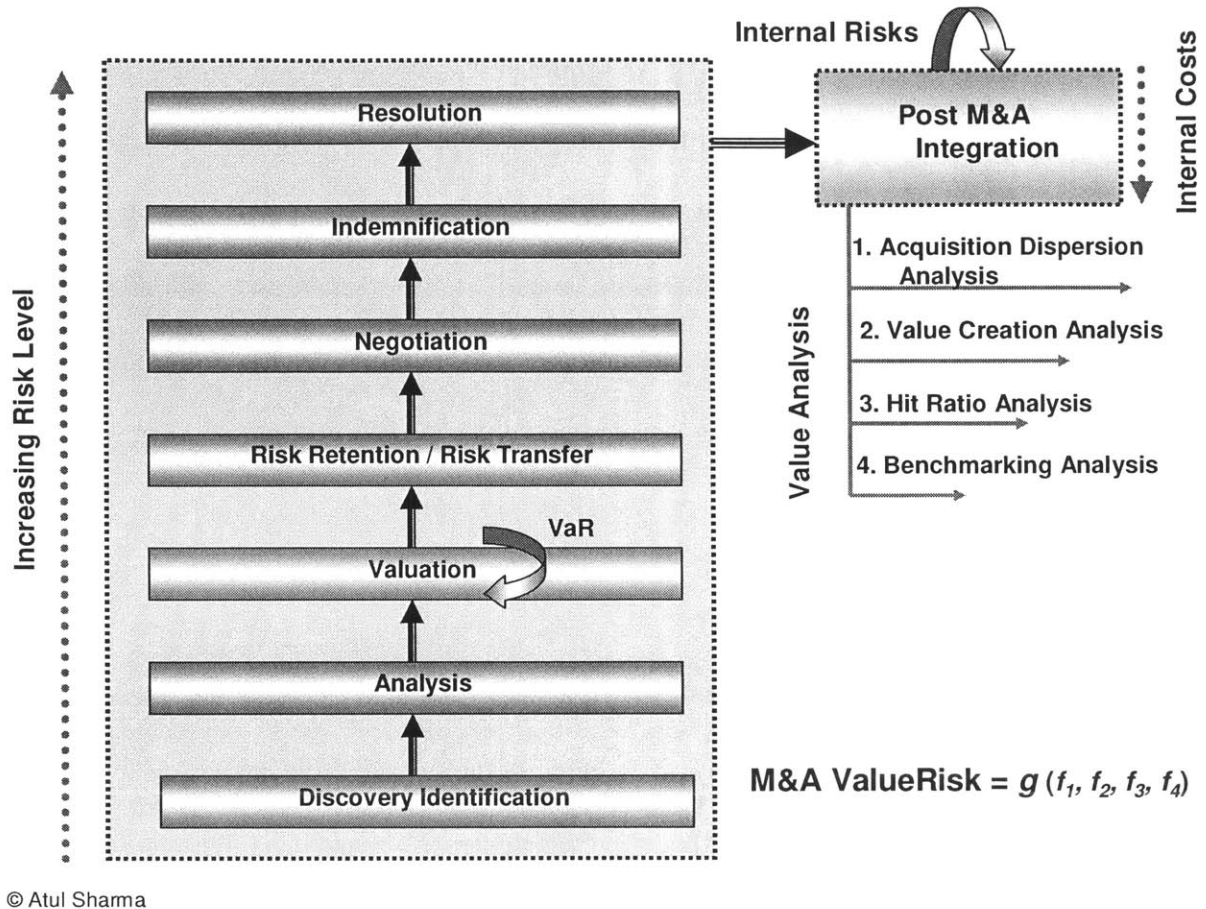 Internal Risks
Internal Costs
Post M&A
Integration
Increasing Risk Level
Resolution
Indemnification
Negotiation
Risk Retention / Risk Transfer
VaR
Valuation
Analysis
Discovery Identification
Value Analysis
1. Acquisition Dispersion
Analysis
2. Value Creation Analysis
3. Hit Ratio Analysis
4. Benchmarking Analysis
M&A ValueRisk = g (f₁, f₂, f₃, f₄)
© Atul Sharma